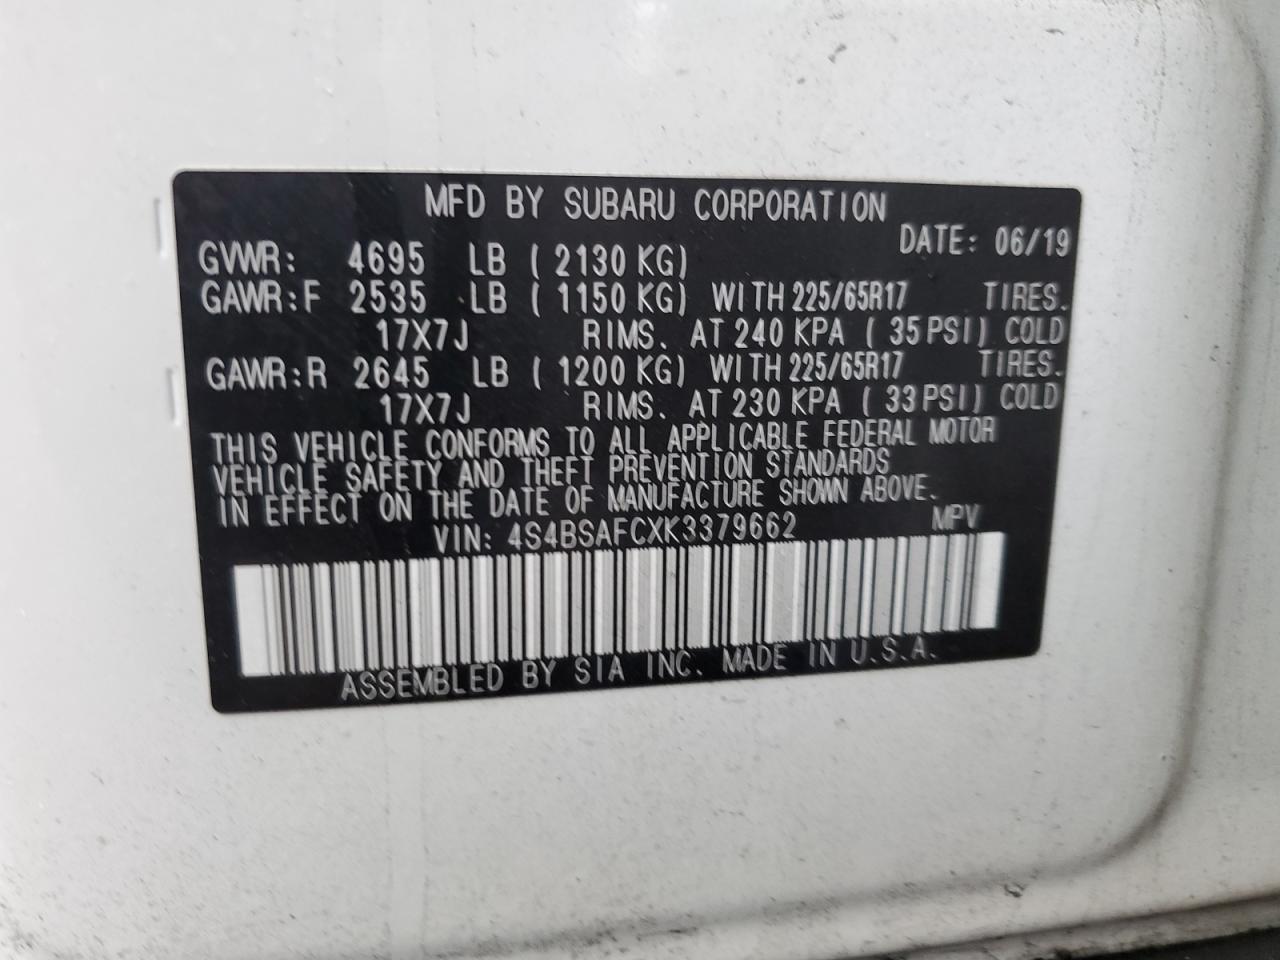 MFD BY SUBARU CORPORATION
DATE: 06/19
GVWR: 4695 LB ( 2130 KG)
GAWR:F 2535 LB ( 1150 KG) WITH 225/65R17 TIRES.
17X7J RIMS. AT 240 KPA ( 35 PSI) COLD
GAWR:R 2645 LB ( 1200 KG) WITH 225/65R17 TIRES.
17X7J RIMS. AT 230 KPA ( 33 PSI) COLD
THIS VEHICLE CONFORMS TO ALL APPLICABLE FEDERAL MOTOR
VEHICLE SAFETY AND THEFT PREVENTION STANDARDS
IN EFFECT ON THE DATE OF MANUFACTURE SHOWN ABOVE.
VIN: 4S4BSAFCXK3379662 MPV
ASSEMBLED BY SIA INC. MADE IN U.S.A.